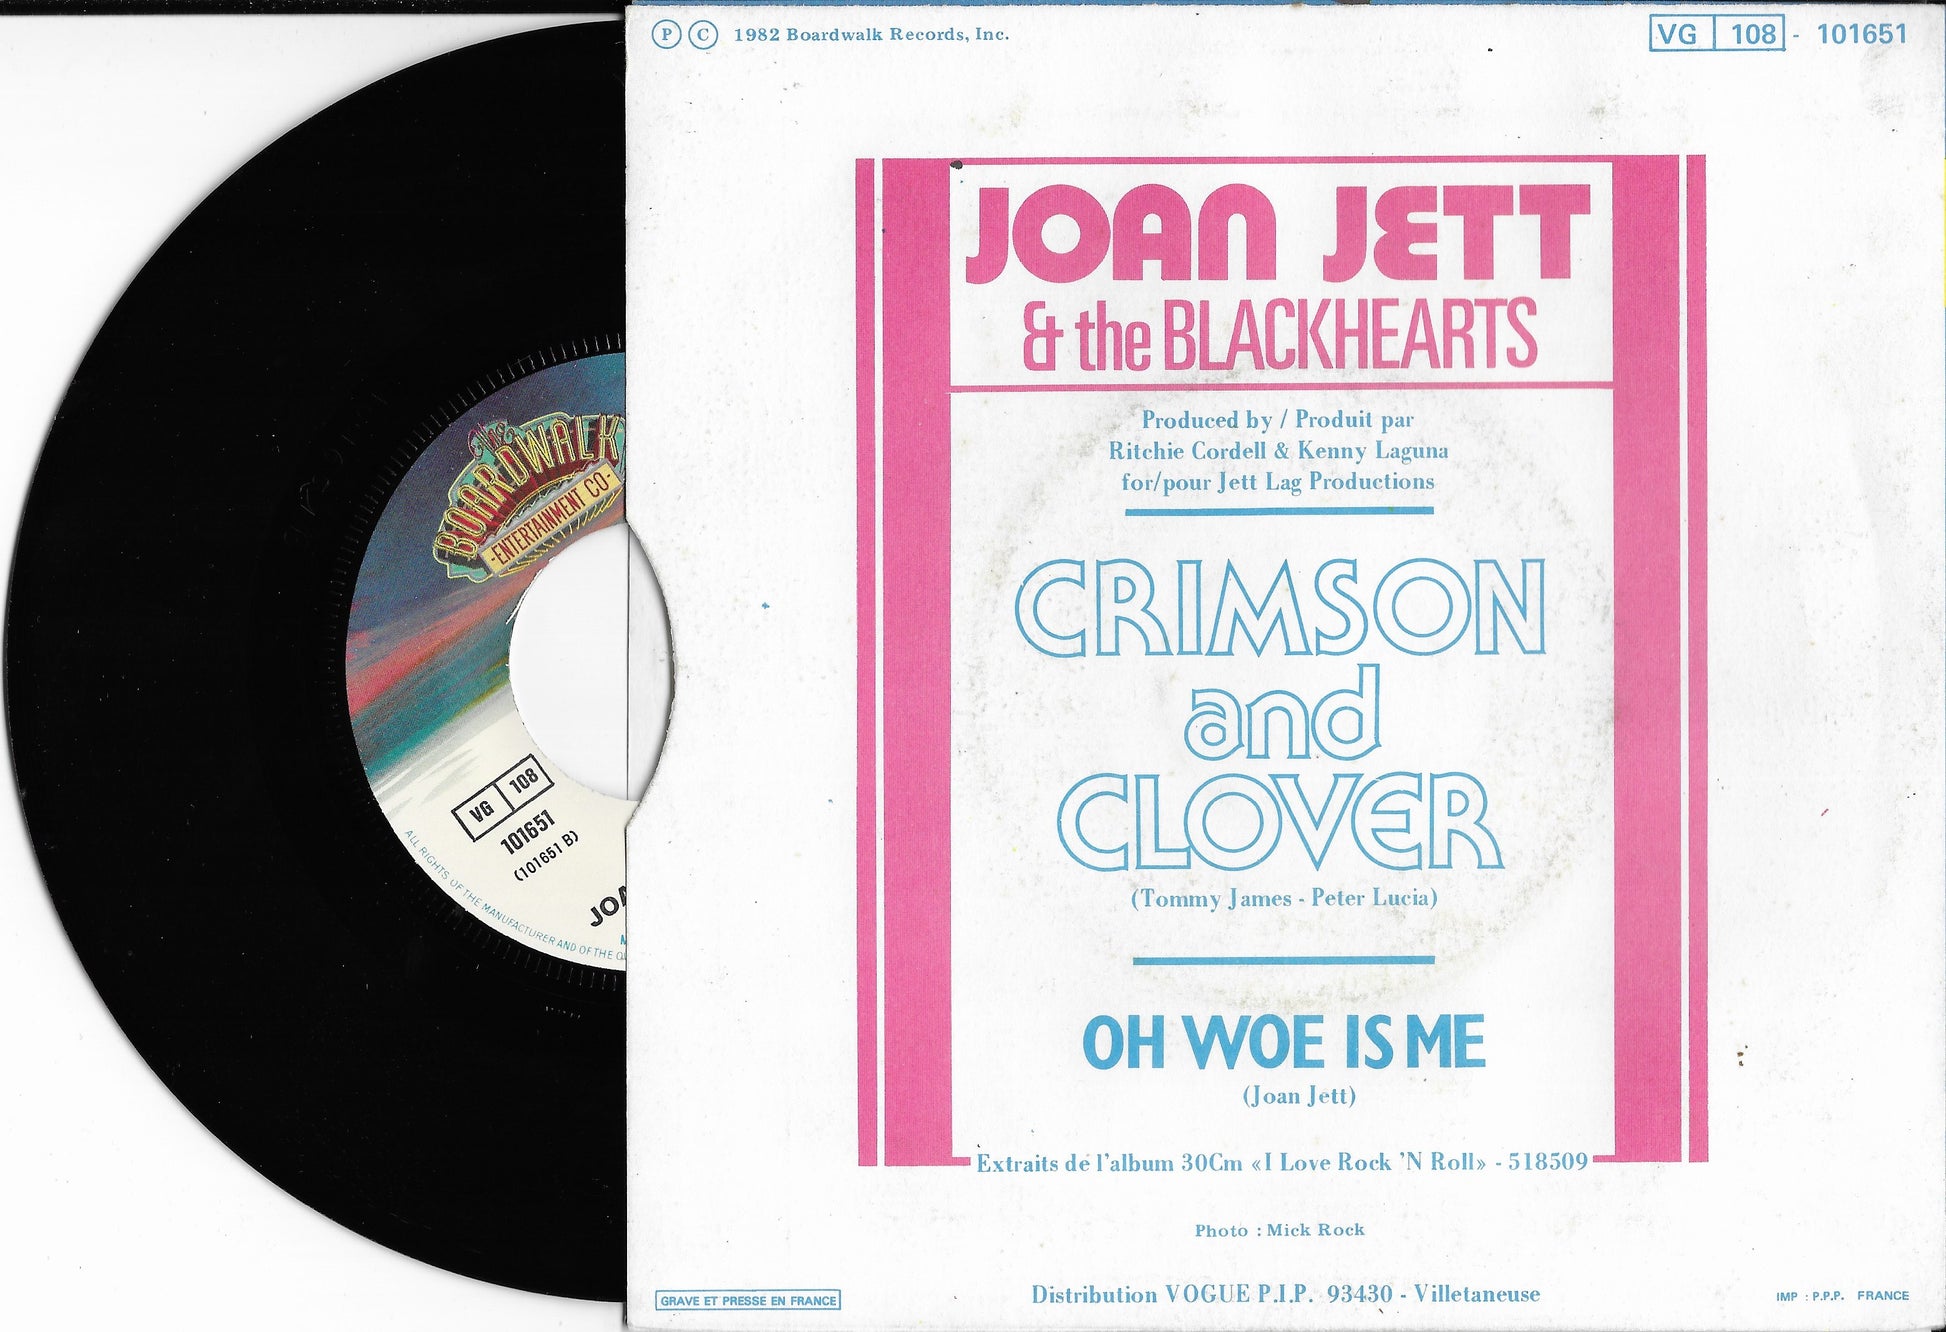 The
BOARDWALK
-ENTERTAINMENT CO-
VG 108
101651
(101651 B)
ALL RIGHTS OF THE MANUFACTURER AND OF THE
P C 1982 Boardwalk Records, Inc.
VG 108 - 101651
JOAN JETT
& the BLACKHEARTS
Produced by / Produit par
Ritchie Cordell & Kenny Laguna
for/pour Jett Lag Productions
CRIMSON
and
CLOVER
(Tommy James - Peter Lucia)
OH WOE IS ME
(Joan Jett)
Extraits de l'album 30Cm «I Love Rock 'N Roll» - 518509
Photo : Mick Rock
GRAVE ET PRESSE EN FRANCE
Distribution VOGUE P.I.P. 93430 - Villetaneuse
IMP : P.P.P. FRANCE